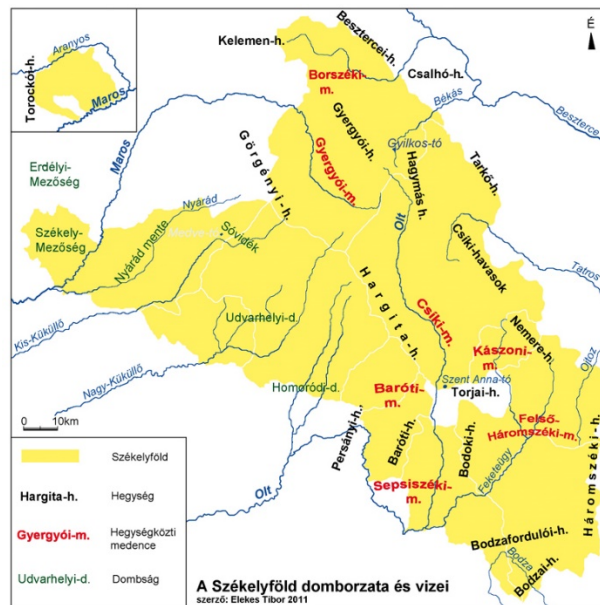 Kelemen-h.
Besztercei-h.
Csalhó-h.
É
Aranyos
Torockói-h.
Maros
Borszéki-
m.
Békás
Beszterce
Gyergyói-h.
Gyilkos-tó
Maros
Görgényi-h.
Gyergyói-m.
Hagymás h.
Tarkő-h.
Erdélyi-
Mezőség
Nyárád
Olt
Székely-
Mezőség
Nyárád mente
Medve-tó
Sóvidék
Csíki-havasok
Tatros
Hargita-h.
Csíki-m.
Kis-Küküllő
Udvarhelyi-d.
Nemere-h.
Kászoni-
m.
Ojtoz
Nagy-Küküllő
Homoródi-d.
Baróti-
m.
Szent Anna-tó
Torjai-h.
Felső-
Háromszéki-m.
0 10km
Persányi-h.
Baróti-h.
Bodoki-h.
Feketeügy
Háromszéki-h.
Székelyföld
Hargita-h.
Hegység
Olt
Sepsiszéki-
m.
Gyergyói-m.
Hegységközti
medence
Bodzafordulói-h.
Bodza
Bodzai-h.
Udvarhelyi-d.
Dombság
A Székelyföld domborzata és vizei
szerző: Elekes Tibor 2011